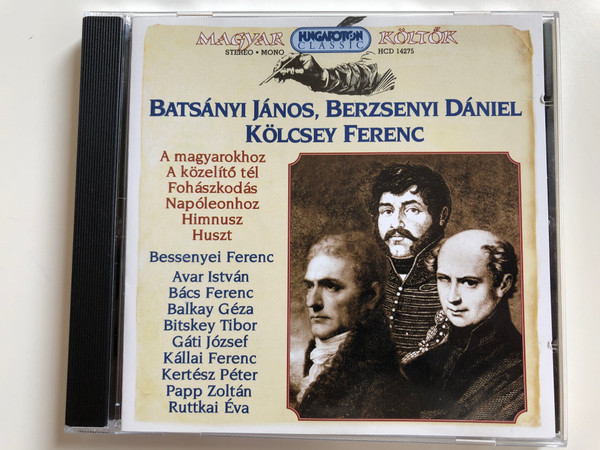 MAGYAR HUNGAROTON KÖLTŐK
CLASSIC
STEREO • MONO HCD 14275
BATSÁNYI JÁNOS, BERZSENYI DÁNIEL
KÖLCSEY FERENC
A magyarokhoz
A közelítő tél
Fohászkodás
Napóleonhoz
Himnusz
Huszt
Bessenyei Ferenc
Avar István
Bács Ferenc
Balkay Géza
Bitskey Tibor
Gáti József
Kállai Ferenc
Kertész Péter
Papp Zoltán
Ruttkai Éva